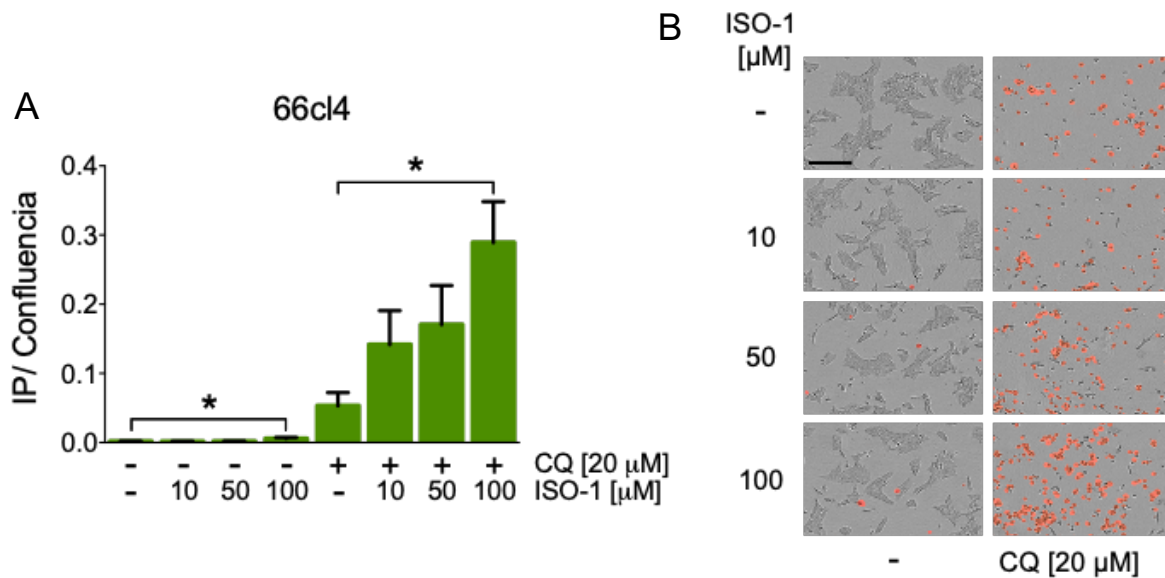 A
66cl4
IP/ Confluencia
0.4
0.3
0.2
0.1
0.0
*
*
- - - - + + + + CQ [20 µM]
- 10 50 100 - 10 50 100 ISO-1 [µM]
B
ISO-1
[µM]
-
10
50
100
- CQ [20 µM]